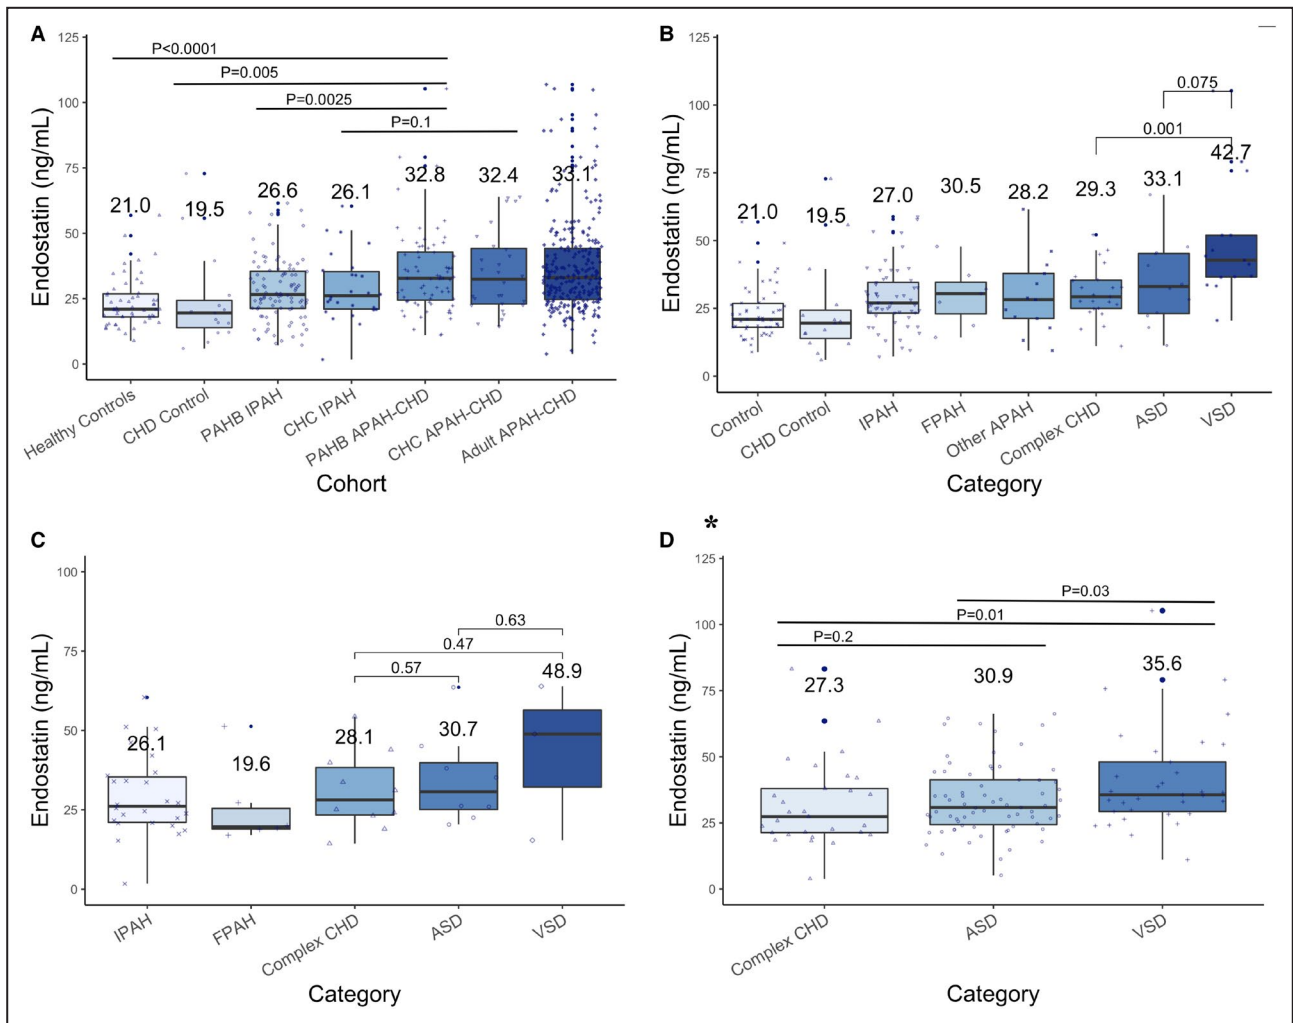 A
P<0.0001
P=0.005
P=0.0025
P=0.1
21.0
19.5
26.6
26.1
32.8
32.4
33.1
125
100
75
50
25
0
Endostatin (ng/mL)
Healthy Controls
CHD Control
PAHB IPAH
CHC IPAH
PAHB APAH-CHD
CHC APAH-CHD
Adult APAH-CHD
Cohort
B
0.075
0.001
21.0
19.5
27.0
30.5
28.2
29.3
33.1
42.7
125
100
75
50
25
0
Endostatin (ng/mL)
Control
CHD Control
IPAH
FPAH
Other APAH
Complex CHD
ASD
VSD
Category
C
0.63
0.47
0.57
26.1
19.6
28.1
30.7
48.9
100
75
50
25
0
Endostatin (ng/mL)
IPAH
FPAH
Complex CHD
ASD
VSD
Category
*
D
P=0.03
P=0.01
P=0.2
27.3
30.9
35.6
125
100
75
50
25
0
Endostatin (ng/mL)
Complex CHD
ASD
VSD
Category